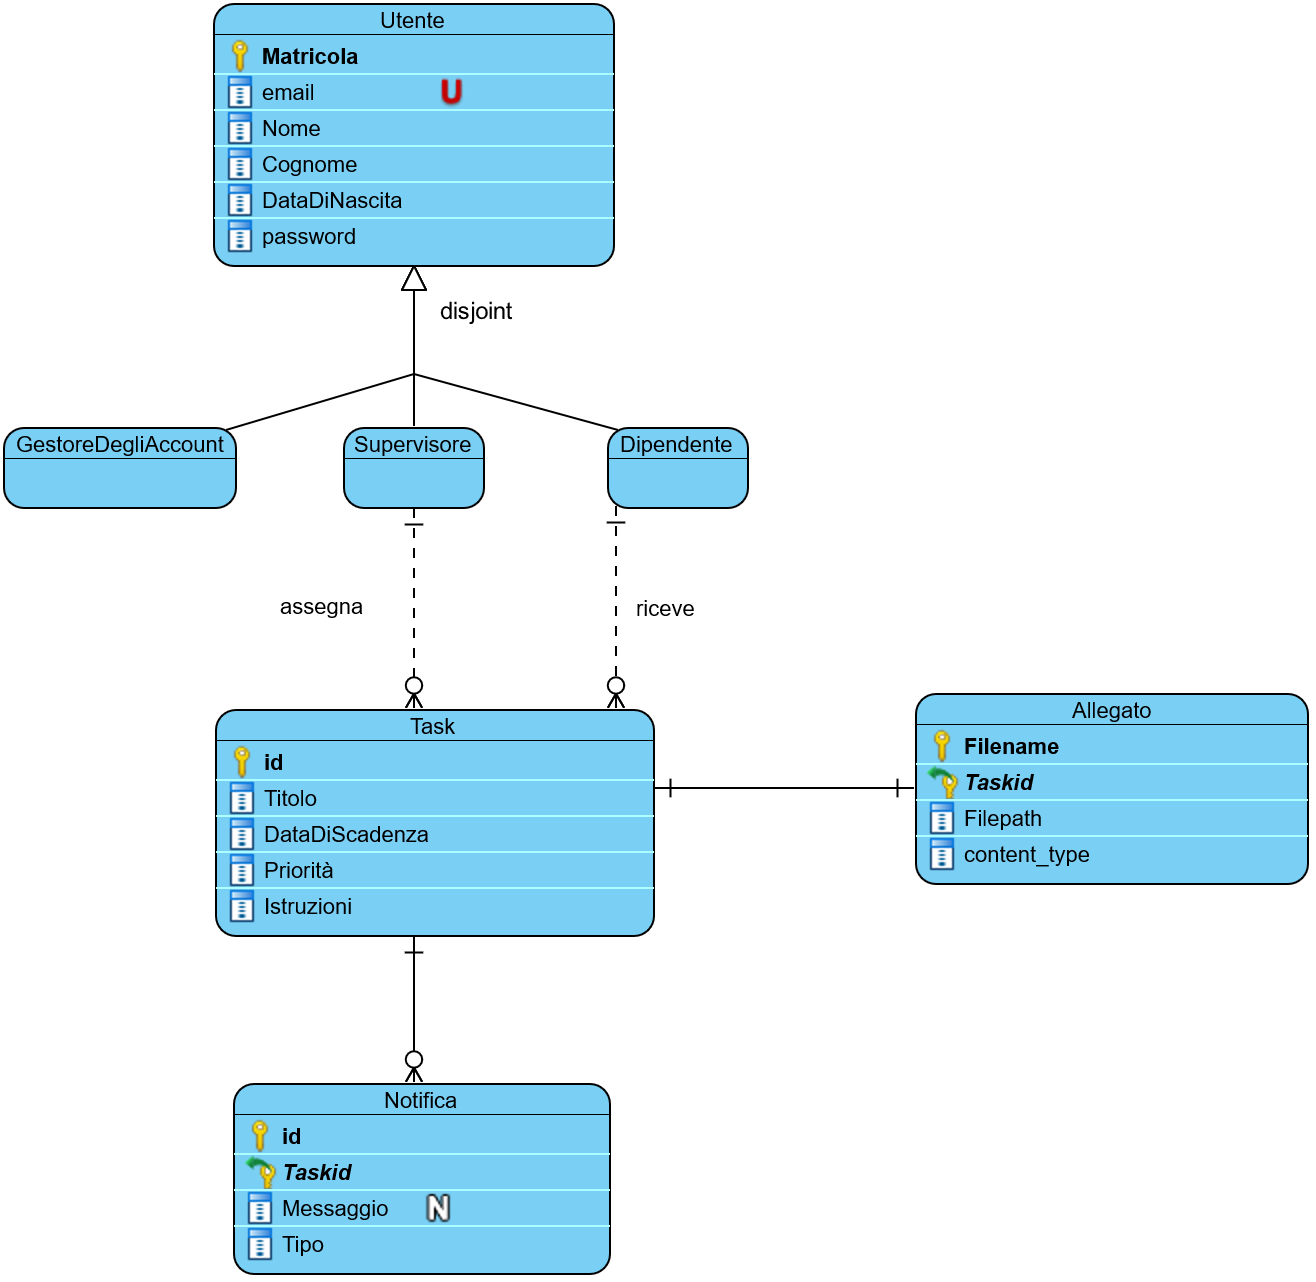 Utente
Matricola
email U
Nome
Cognome
DataDiNascita
password
disjoint
GestoreDegliAccount
Supervisore
Dipendente
assegna
riceve
Task
id
Titolo
DataDiScadenza
Priorità
Istruzioni
Allegato
Filename
Taskid
Filepath
content_type
Notifica
id
Taskid
Messaggio N
Tipo